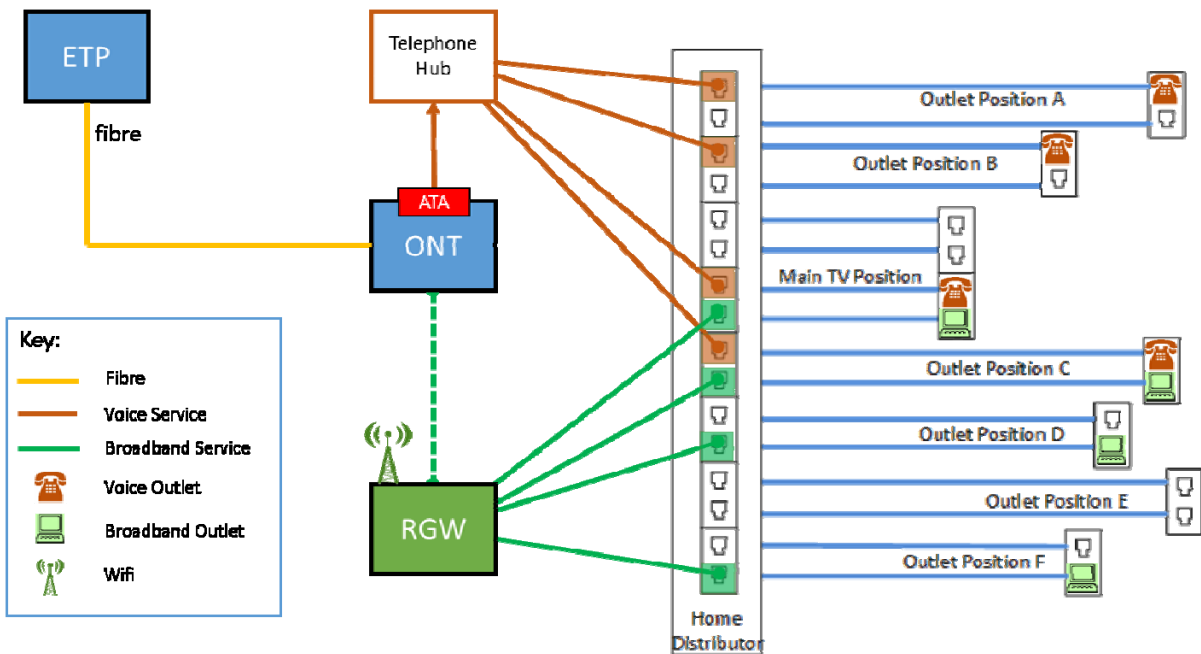 ETP
fibre
Telephone
Hub
ATA
ONT
RGW
Outlet Position A
Outlet Position B
Main TV Position
Outlet Position C
Outlet Position D
Outlet Position E
Outlet Position F
Home
Distributor
Key:
Fibre
Voice Service
Broadband Service
Voice Outlet
Broadband Outlet
Wifi